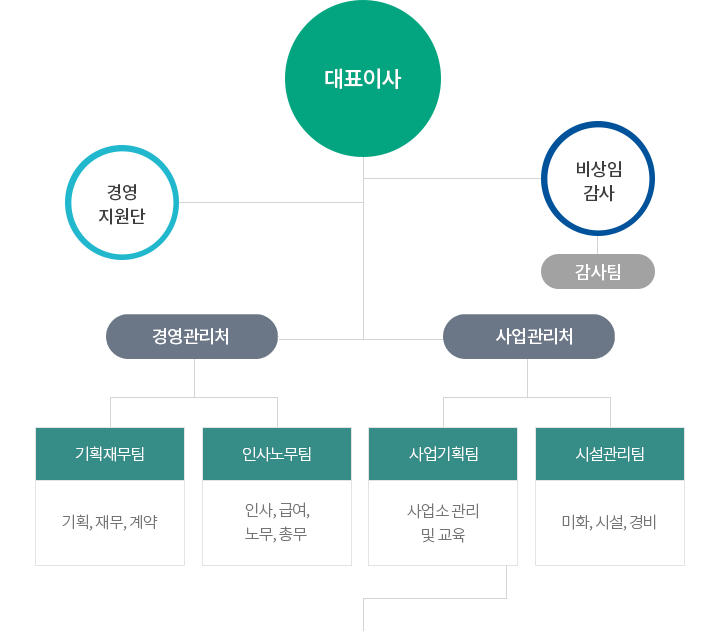 대표이사
경영
지원단
비상임
감사
감사팀
경영관리처
사업관리처
기획재무팀
인사노무팀
사업기획팀
시설관리팀
기획, 재무, 계약
인사, 급여,
노무, 총무
사업소 관리
및 교육
미화, 시설, 경비